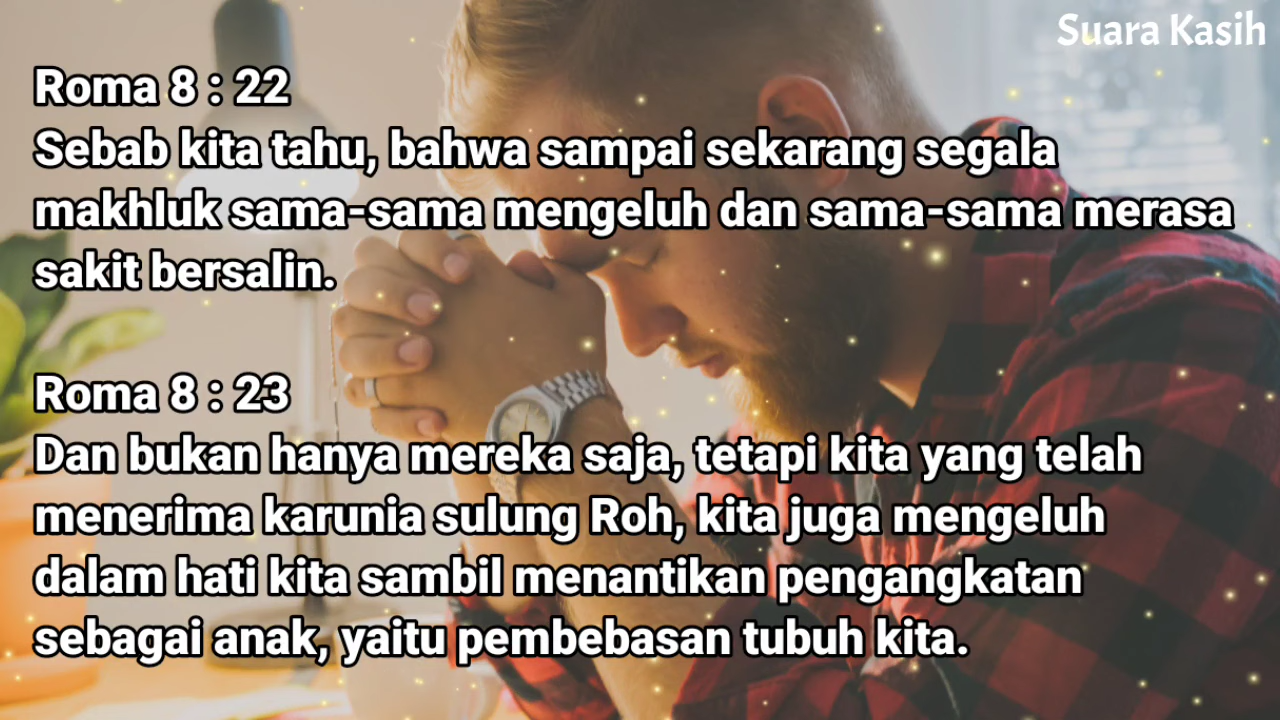 Suara Kasih
Roma 8 : 22
Sebab kita tahu, bahwa sampai sekarang segala
makhluk sama-sama mengeluh dan sama-sama merasa
sakit bersalin.
Roma 8 : 23
Dan bukan hanya mereka saja, tetapi kita yang telah
menerima karunia sulung Roh, kita juga mengeluh
dalam hati kita sambil menantikan pengangkatan
sebagai anak, yaitu pembebasan tubuh kita.